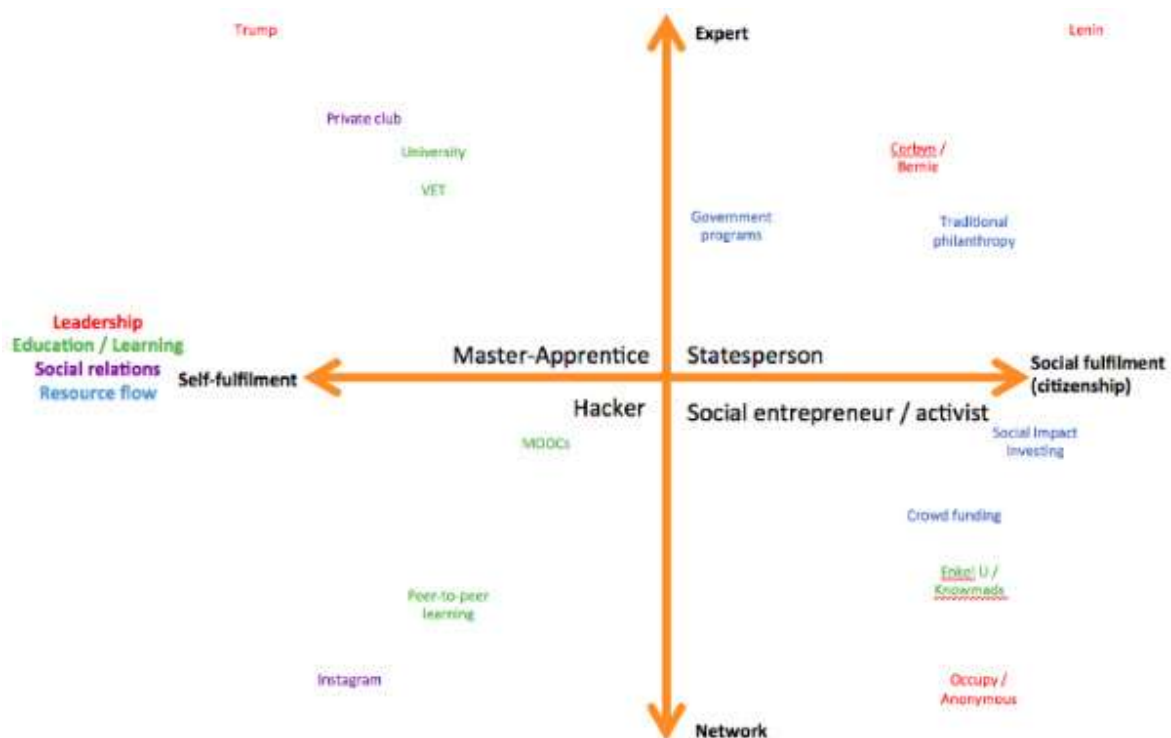 Trump
Expert
Lenin
Private club
University
Corbyn /
Bernie
VET
Government
programs
Traditional
philanthropy
Leadership
Education / Learning
Social relations
Resource flow
Self-fulfilment
Master-Apprentice
Statesperson
Social fulfilment
(citizenship)
Hacker
Social entrepreneur / activist
MOOCs
Social Impact
Investing
Crowd funding
Enkel U /
Knowmads
Peer-to-peer
learning
Instagram
Occupy /
Anonymous
Network